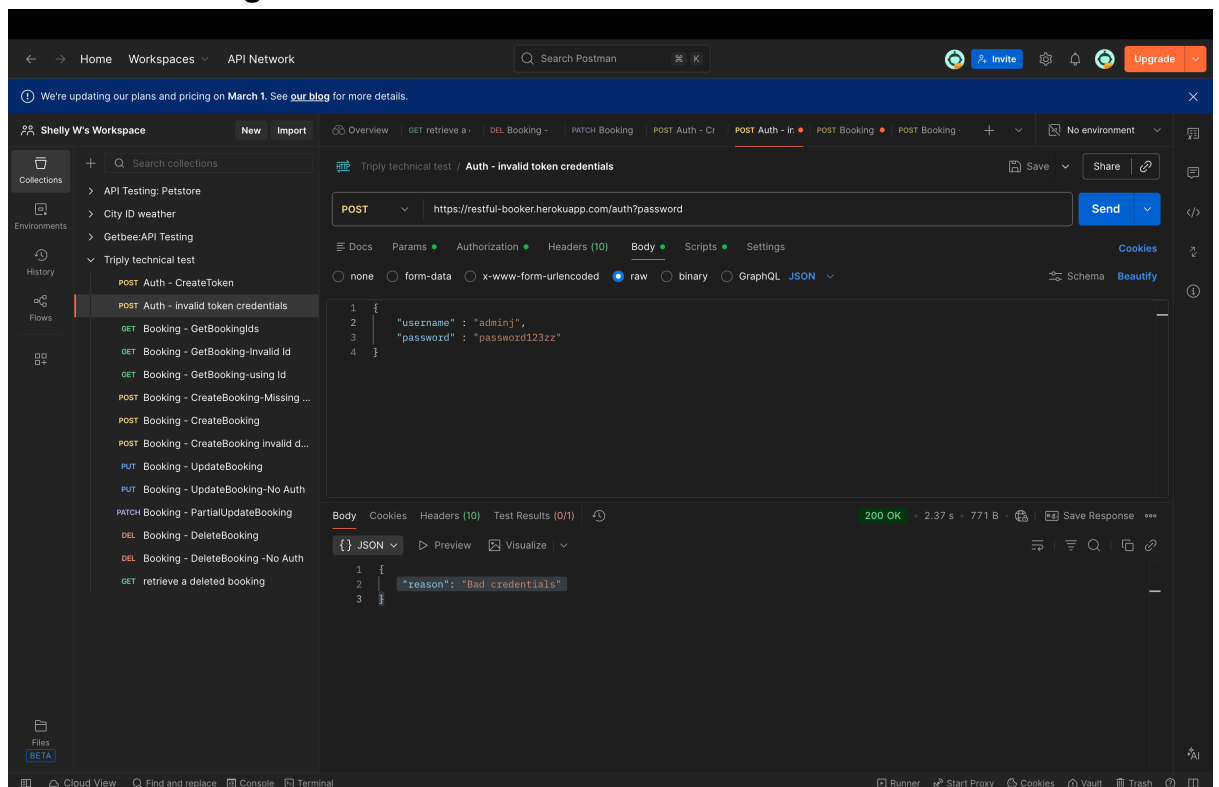 Home Workspaces API Network Search Postman ⌘ K Invite Upgrade
We're updating our plans and pricing on March 1. See our blog for more details.
Shelly W's Workspace New Import Overview GET retrieve a DEL Booking - PATCH Booking POST Auth - Cr POST Auth - in POST Booking POST Booking No environment
Collections
Environments
History
Flows
Files
BETA
Search collections
API Testing: Petstore
City ID weather
Getbee:API Testing
Triply technical test
POST Auth - CreateToken
POST Auth - invalid token credentials
GET Booking - GetBookingIds
GET Booking - GetBooking-Invalid Id
GET Booking - GetBooking-using Id
POST Booking - CreateBooking-Missing ...
POST Booking - CreateBooking
POST Booking - CreateBooking invalid d...
PUT Booking - UpdateBooking
PUT Booking - UpdateBooking-No Auth
PATCH Booking - PartialUpdateBooking
DEL Booking - DeleteBooking
DEL Booking - DeleteBooking -No Auth
GET retrieve a deleted booking
HTTP Triply technical test / Auth - invalid token credentials Save Share
POST https://restful-booker.herokuapp.com/auth?password Send
Docs Params Authorization Headers (10) Body Scripts Settings Cookies
none form-data x-www-form-urlencoded raw binary GraphQL JSON Schema Beautify
1 {
2 "username" : "adminj",
3 "password" : "password123zz"
4 }
Body Cookies Headers (10) Test Results (0/1) 200 OK 2.37 s 771 B Save Response
{} JSON Preview Visualize
1 {
2 "reason": "Bad credentials"
3 }
AI
Cloud View Find and replace Console Terminal Runner Start Proxy Cookies Vault Trash